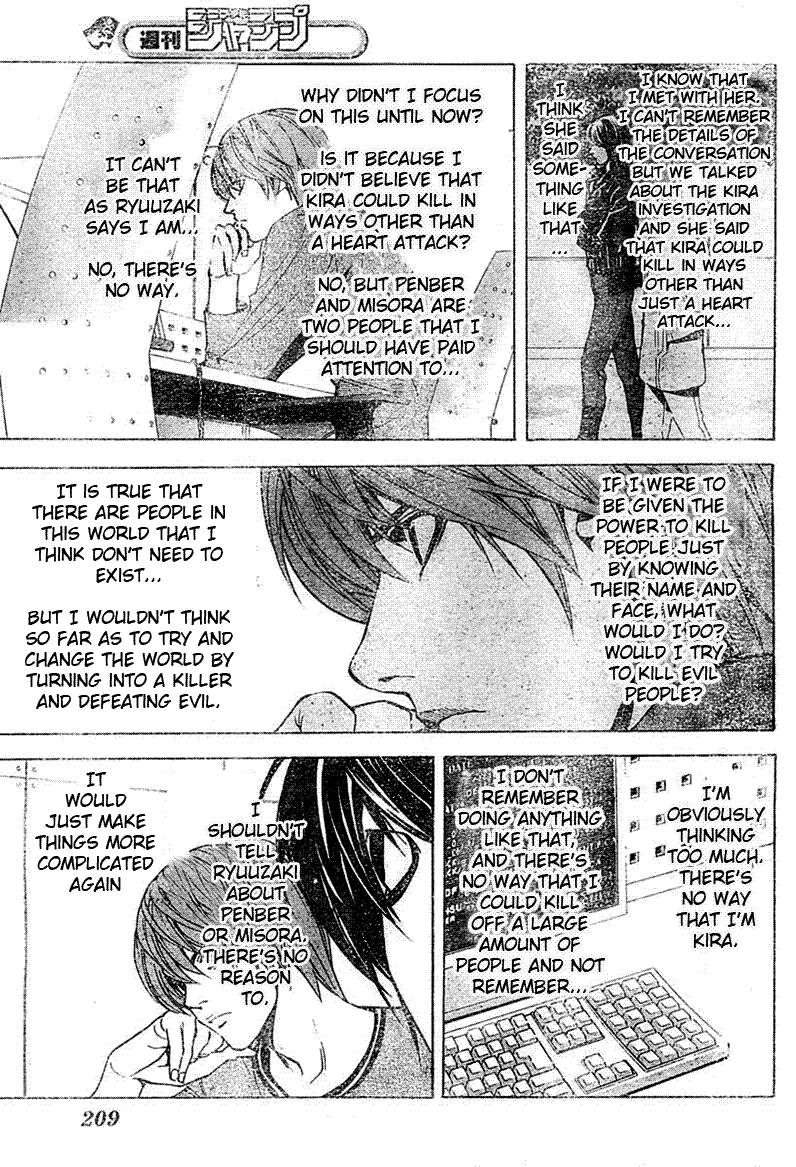 週刊
少年ジャンプ
I KNOW THAT
I MET WITH HER.
I CAN'T REMEMBER
THE DETAILS OF
THE CONVERSATION
BUT WE TALKED
ABOUT THE KIRA
INVESTIGATION
AND SHE SAID
THAT KIRA COULD
KILL IN WAYS
OTHER THAN
JUST A HEART
ATTACK...
I
THINK
SHE
SAID
SOME-
THING
LIKE
THAT
...
WHY DIDN'T I FOCUS
ON THIS UNTIL NOW?
IS IT BECAUSE I
DIDN'T BELIEVE THAT
KIRA COULD KILL IN
WAYS OTHER THAN
A HEART ATTACK?
NO, BUT PENBER
AND MISORA ARE
TWO PEOPLE THAT I
SHOULD HAVE PAID
ATTENTION TO...
IT CAN'T
BE THAT
AS RYUUZAKI
SAYS I AM...
NO, THERE'S
NO WAY.
IF I WERE TO
BE GIVEN THE
POWER TO KILL
PEOPLE JUST
BY KNOWING
THEIR NAME AND
FACE, WHAT
WOULD I DO?
WOULD I TRY
TO KILL EVIL
PEOPLE?
IT IS TRUE THAT
THERE ARE PEOPLE IN
THIS WORLD THAT I
THINK DON'T NEED TO
EXIST...
BUT I WOULDN'T THINK
SO FAR AS TO TRY AND
CHANGE THE WORLD BY
TURNING INTO A KILLER
AND DEFEATING EVIL.
I'M
OBVIOUSLY
THINKING
TOO MUCH.
THERE'S
NO WAY
THAT I'M
KIRA.
I DON'T
REMEMBER
DOING ANYTHING
LIKE THAT,
AND THERE'S
NO WAY THAT I
COULD KILL
OFF A LARGE
AMOUNT OF
PEOPLE AND NOT
REMEMBER...
I
SHOULDN'T
TELL
RYUUZAKI
ABOUT
PENBER
OR MISORA.
THERE'S NO
REASON
TO.
IT
WOULD
JUST MAKE
THINGS MORE
COMPLICATED
AGAIN
209